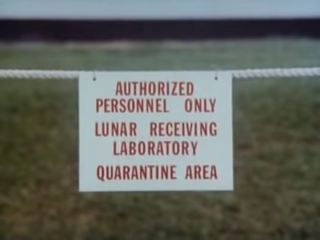 AUTHORIZED
PERSONNEL ONLY
LUNAR RECEIVING
LABORATORY
QUARANTINE AREA